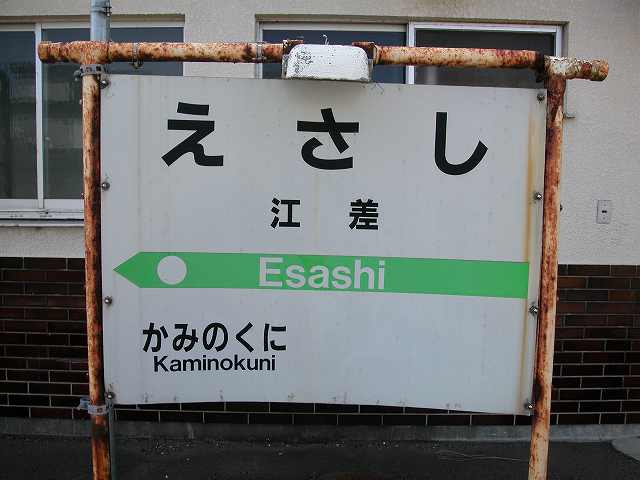 えさし
江差
Esashi
かみのくに
Kaminokuni